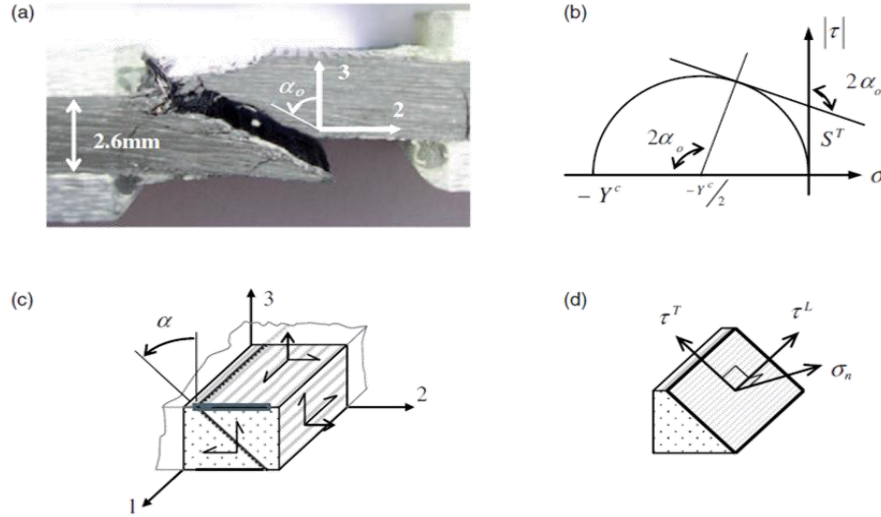 (a)
3
α_o
2
2.6mm
(b)
|τ|
2α_o
S^T
2α_o
σ
− Y^c
−Y^c/2
(c)
3
α
2
1
(d)
τ^T
τ^L
σ_n